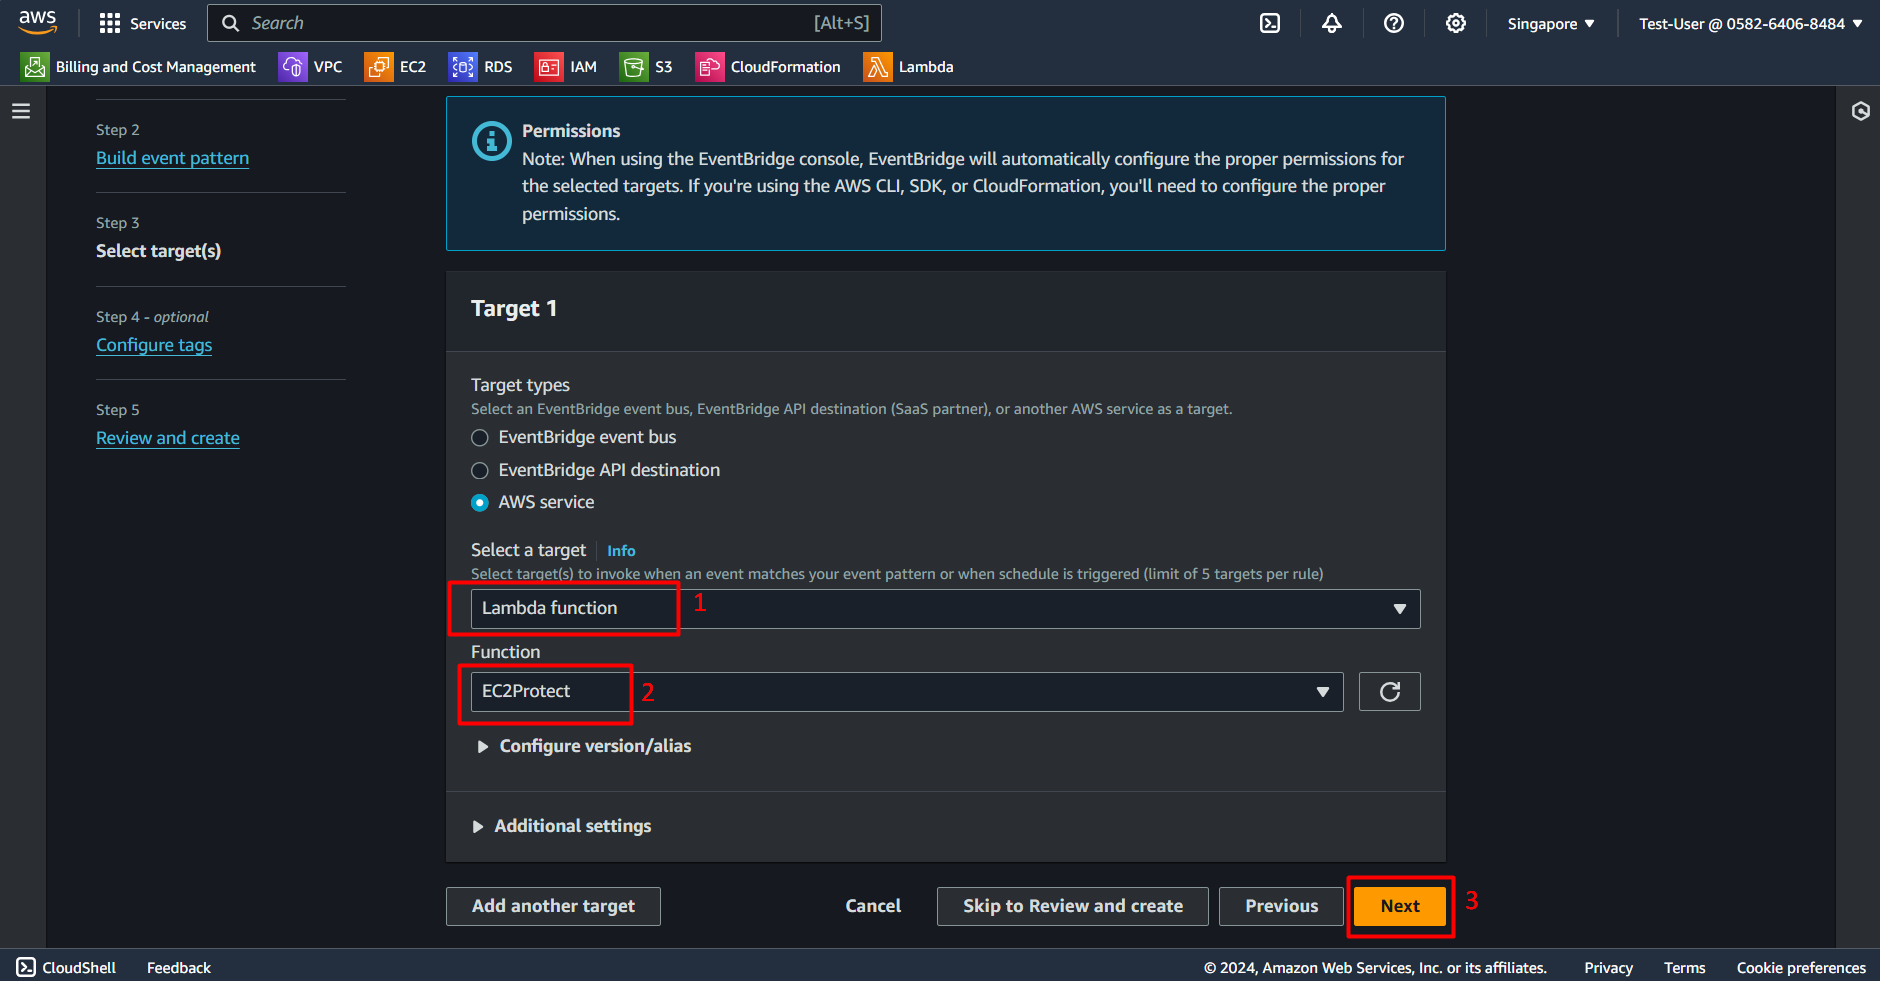 aws
Services
Search
[Alt+S]
Singapore
Test-User @ 0582-6406-8484
Billing and Cost Management
VPC
EC2
RDS
IAM
S3
CloudFormation
Lambda
Step 2
Build event pattern
Step 3
Select target(s)
Step 4 - optional
Configure tags
Step 5
Review and create
Permissions
Note: When using the EventBridge console, EventBridge will automatically configure the proper permissions for
the selected targets. If you're using the AWS CLI, SDK, or CloudFormation, you'll need to configure the proper
permissions.
Target 1
Target types
Select an EventBridge event bus, EventBridge API destination (SaaS partner), or another AWS service as a target.
EventBridge event bus
EventBridge API destination
AWS service
Select a target
Info
Select target(s) to invoke when an event matches your event pattern or when schedule is triggered (limit of 5 targets per rule)
Lambda function
1
Function
EC2Protect
2
Configure version/alias
Additional settings
Add another target
Cancel
Skip to Review and create
Previous
Next
3
CloudShell
Feedback
© 2024, Amazon Web Services, Inc. or its affiliates.
Privacy
Terms
Cookie preferences